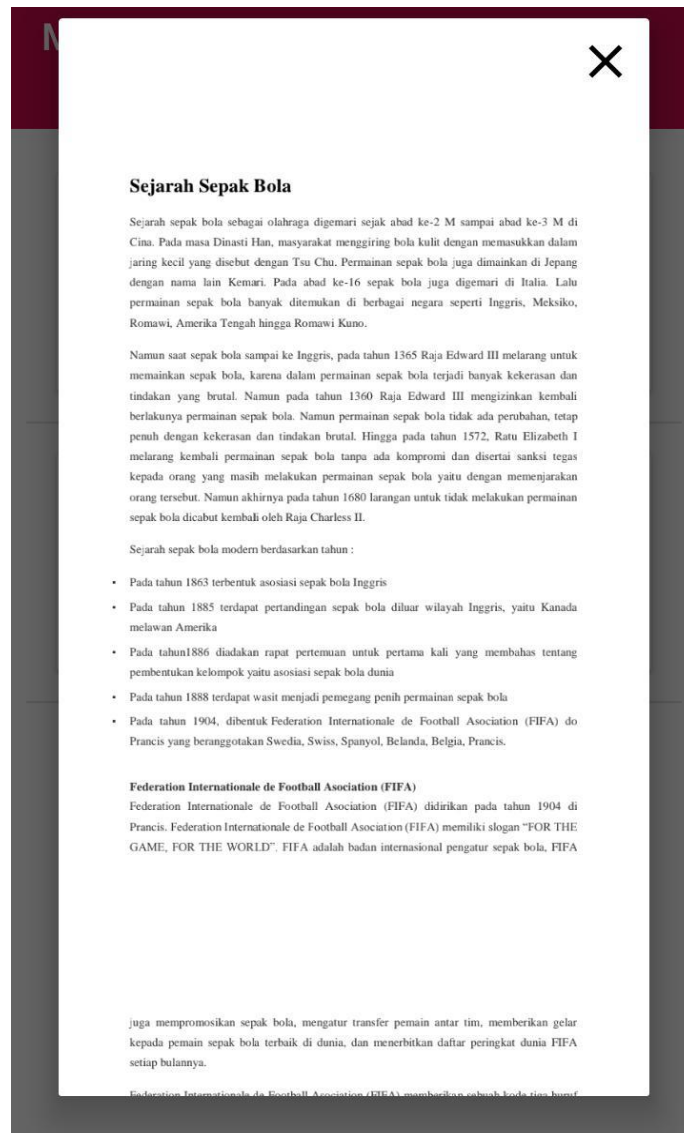 Sejarah Sepak Bola
Sejarah sepak bola sebagai olahraga digemari sejak abad ke-2 M sampai abad ke-3 M di
Cina. Pada masa Dinasti Han, masyarakat menggiring bola kulit dengan memasukkan dalam
jaring kecil yang disebut dengan Tsu Chu. Permainan sepak bola juga dimainkan di Jepang
dengan nama lain Kemari. Pada abad ke-16 sepak bola juga digemari di Italia. Lalu
permainan sepak bola banyak ditemukan di berbagai negara seperti Inggris, Meksiko,
Romawi, Amerika Tengah hingga Romawi Kuno.
Namun saat sepak bola sampai ke Inggris, pada tahun 1365 Raja Edward III melarang untuk
memainkan sepak bola, karena dalam permainan sepak bola terjadi banyak kekerasan dan
tindakan yang brutal. Namun pada tahun 1360 Raja Edward III mengizinkan kembali
berlakunya permainan sepak bola. Namun permainan sepak bola tidak ada perubahan, tetap
penuh dengan kekerasan dan tindakan brutal. Hingga pada tahun 1572, Ratu Elizabeth I
melarang kembali permainan sepak bola tanpa ada kompromi dan disertai sanksi tegas
kepada orang yang masih melakukan permainan sepak bola yaitu dengan memenjarakan
orang tersebut. Namun akhirnya pada tahun 1680 larangan untuk tidak melakukan permainan
sepak bola dicabut kembali oleh Raja Charless II.
Sejarah sepak bola modern berdasarkan tahun :
• Pada tahun 1863 terbentuk asosiasi sepak bola Inggris
• Pada tahun 1885 terdapat pertandingan sepak bola diluar wilayah Inggris, yaitu Kanada
melawan Amerika
• Pada tahun1886 diadakan rapat pertemuan untuk pertama kali yang membahas tentang
pembentukan kelompok yaitu asosiasi sepak bola dunia
• Pada tahun 1888 terdapat wasit menjadi pemegang penih permainan sepak bola
• Pada tahun 1904, dibentuk Federation Internationale de Football Asociation (FIFA) do
Prancis yang beranggotakan Swedia, Swiss, Spanyol, Belanda, Belgia, Prancis.
Federation Internationale de Football Asociation (FIFA)
Federation Internationale de Football Asociation (FIFA) didirikan pada tahun 1904 di
Prancis. Federation Internationale de Football Asociation (FIFA) memiliki slogan “FOR THE
GAME, FOR THE WORLD”. FIFA adalah badan internasional pengatur sepak bola, FIFA
juga mempromosikan sepak bola, mengatur transfer pemain antar tim, memberikan gelar
kepada pemain sepak bola terbaik di dunia, dan menerbitkan daftar peringkat dunia FIFA
setiap bulannya.
Federation Internationale de Football Asociation (FIFA) memberikan sebuah kode tiga huruf